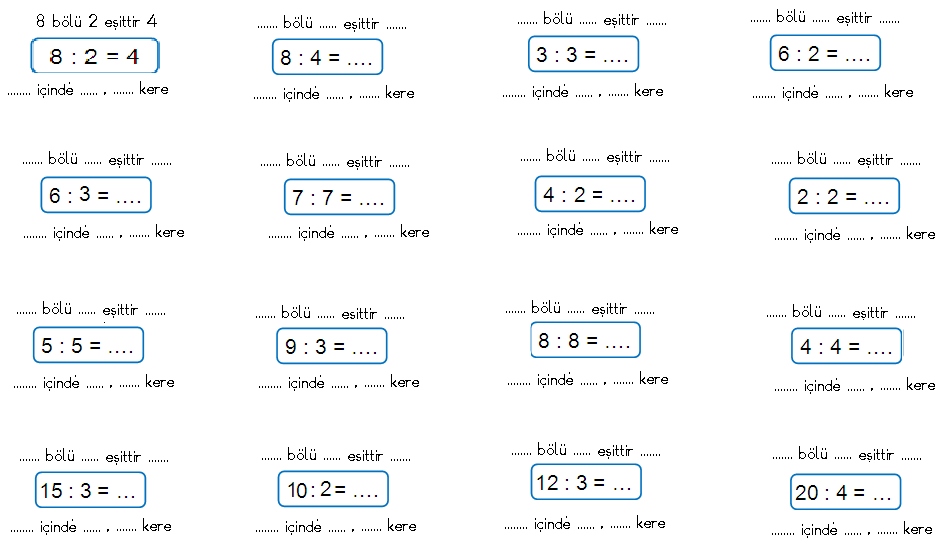 8 bölü 2 eşittir 4
8 : 2 = 4
........ içinde ...... , ....... kere
....... bölü ...... eşittir .......
8 : 4 = ....
........ içinde ...... , ....... kere
....... bölü ...... eşittir .......
3 : 3 = ....
........ içinde ...... , ....... kere
....... bölü ...... eşittir .......
6 : 2 = ....
........ içinde ...... , ....... kere
....... bölü ...... eşittir .......
6 : 3 = ....
........ içinde ...... , ....... kere
....... bölü ...... eşittir .......
7 : 7 = ....
........ içinde ...... , ....... kere
....... bölü ...... eşittir .......
4 : 2 = ....
........ içinde ...... , ....... kere
....... bölü ...... eşittir .......
2 : 2 = ....
........ içinde ...... , ....... kere
....... bölü ...... eşittir .......
5 : 5 = ....
........ içinde ...... , ....... kere
....... bölü ...... esittir .......
9 : 3 = ....
........ içinde ...... , ....... kere
....... bölü ...... eşittir .......
8 : 8 = ....
........ içinde ...... , ....... kere
....... bölü ...... eşittir .......
4 : 4 = ....
........ içinde ...... , ....... kere
....... bölü ...... eşittir .......
15 : 3 = ...
........ içinde ...... , ....... kere
....... bölü ...... eşittir .......
10 : 2 = ....
........ içinde ...... , ....... kere
....... bölü ...... eşittir .......
12 : 3 = ...
........ içinde ...... , ....... kere
....... bölü ...... eşittir .......
20 : 4 = ...
........ içinde ...... , ....... kere